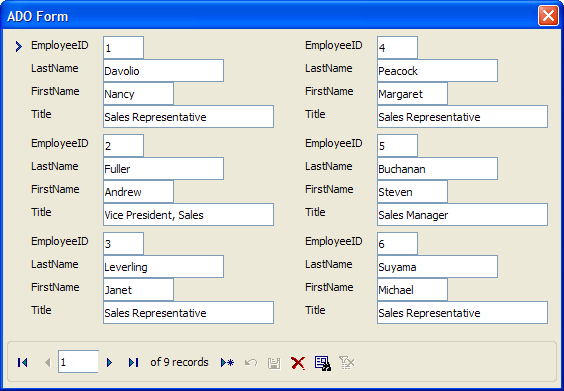 ADO Form
EmployeeID 1
LastName Davolio
FirstName Nancy
Title Sales Representative
EmployeeID 2
LastName Fuller
FirstName Andrew
Title Vice President, Sales
EmployeeID 3
LastName Leverling
FirstName Janet
Title Sales Representative
EmployeeID 4
LastName Peacock
FirstName Margaret
Title Sales Representative
EmployeeID 5
LastName Buchanan
FirstName Steven
Title Sales Manager
EmployeeID 6
LastName Suyama
FirstName Michael
Title Sales Representative
1 of 9 records